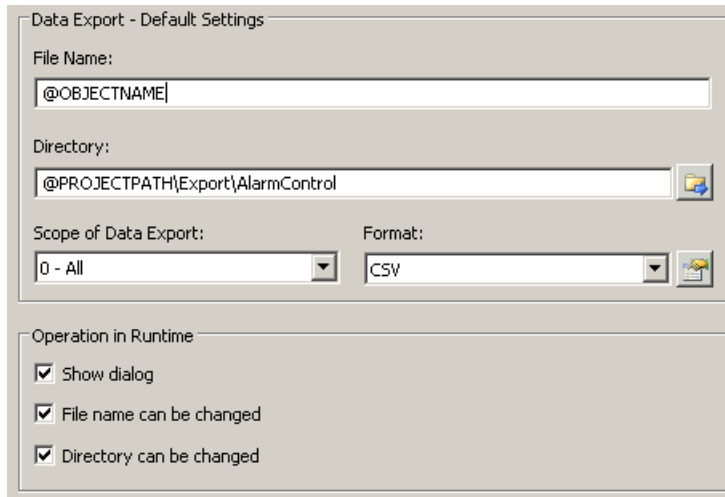 Data Export - Default Settings
File Name:
@OBJECTNAME
Directory:
@PROJECTPATH\Export\AlarmControl
Scope of Data Export: Format:
0 - All CSV
Operation in Runtime
Show dialog
File name can be changed
Directory can be changed